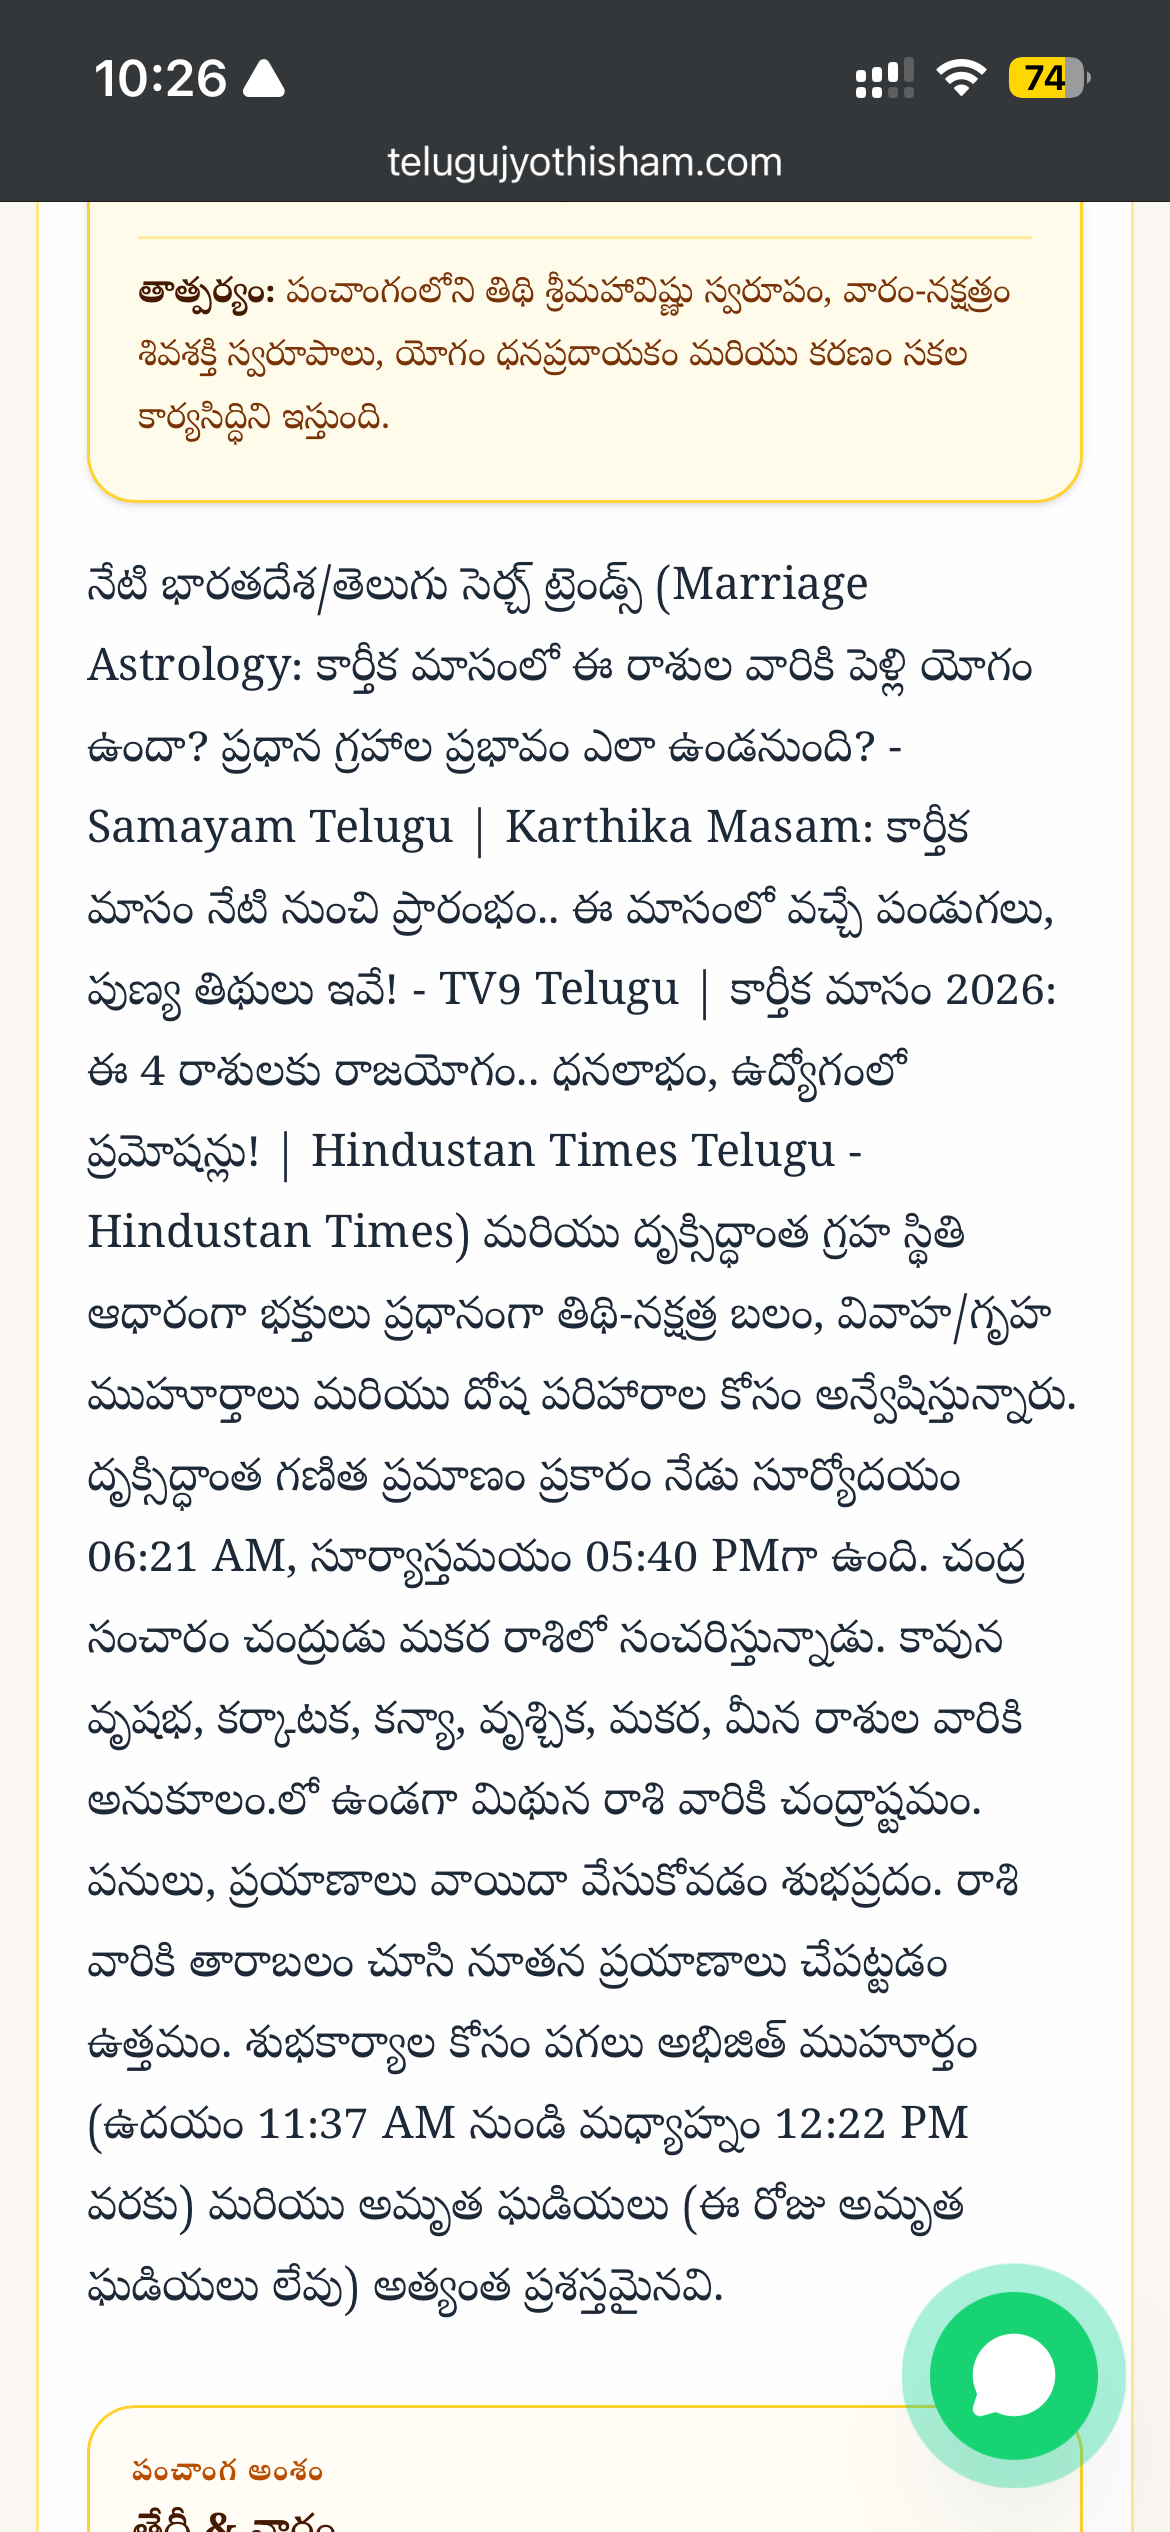 10:26
74
telugujyothisham.com
తాత్పర్యం: పంచాంగంలోని తిథి శ్రీమహావిష్ణు స్వరూపం, వారం-నక్షత్రం
శివశక్తి స్వరూపాలు, యోగం ధనప్రదాయకం మరియు కరణం సకల
కార్యసిద్ధిని ఇస్తుంది.
నేటి భారతదేశ/తెలుగు సెర్చ్ ట్రెండ్స్ (Marriage
Astrology: కార్తీక మాసంలో ఈ రాశుల వారికి పెళ్లి యోగం
ఉందా? ప్రధాన గ్రహాల ప్రభావం ఎలా ఉండనుంది? -
Samayam Telugu | Karthika Masam: కార్తీక
మాసం నేటి నుంచి ప్రారంభం.. ఈ మాసంలో వచ్చే పండుగలు,
పుణ్య తిథులు ఇవే! - TV9 Telugu | కార్తీక మాసం 2026:
ఈ 4 రాశులకు రాజయోగం.. ధనలాభం, ఉద్యోగంలో
ప్రమోషన్లు! | Hindustan Times Telugu -
Hindustan Times) మరియు దృక్సిద్ధాంత గ్రహ స్థితి
ఆధారంగా భక్తులు ప్రధానంగా తిథి-నక్షత్ర బలం, వివాహ/గృహ
ముహూర్తాలు మరియు దోష పరిహారాల కోసం అన్వేషిస్తున్నారు.
దృక్సిద్ధాంత గణిత ప్రమాణం ప్రకారం నేడు సూర్యోదయం
06:21 AM, సూర్యాస్తమయం 05:40 PMగా ఉంది. చంద్ర
సంచారం చంద్రుడు మకర రాశిలో సంచరిస్తున్నాడు. కావున
వృషభ, కర్కాటక, కన్యా, వృశ్చిక, మకర, మీన రాశుల వారికి
అనుకూలం.లో ఉండగా మిథున రాశి వారికి చంద్రాష్టమం.
పనులు, ప్రయాణాలు వాయిదా వేసుకోవడం శుభప్రదం. రాశి
వారికి తారాబలం చూసి నూతన ప్రయాణాలు చేపట్టడం
ఉత్తమం. శుభకార్యాల కోసం పగలు అభిజిత్ ముహూర్తం
(ఉదయం 11:37 AM నుండి మధ్యాహ్నం 12:22 PM
వరకు) మరియు అమృత ఘడియలు (ఈ రోజు అమృత
ఘడియలు లేవు) అత్యంత ప్రశస్తమైనవి.
పంచాంగ అంశం
తేదీ & వారం